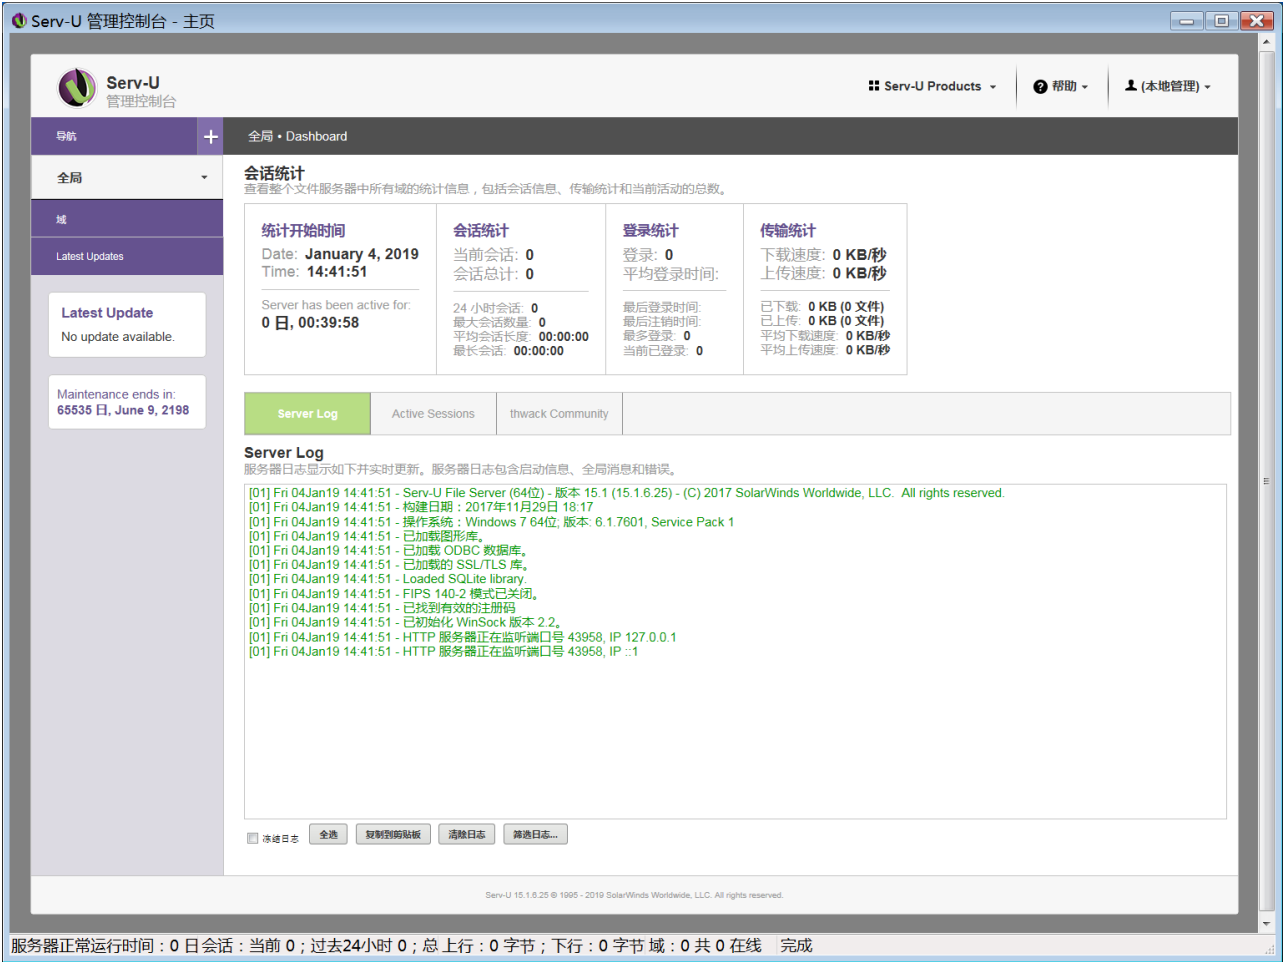 Serv-U 管理控制台 - 主页
Serv-U
管理控制台
Serv-U Products
帮助
(本地管理)
导航
全局 • Dashboard
全局
域
Latest Updates
Latest Update
No update available.
Maintenance ends in:
65535 日, June 9, 2198
会话统计
查看整个文件服务器中所有域的统计信息，包括会话信息、传输统计和当前活动的总数。
统计开始时间
Date: January 4, 2019
Time: 14:41:51
Server has been active for:
0 日, 00:39:58
会话统计
当前会话: 0
会话总计: 0
24 小时会话: 0
最大会话数量: 0
平均会话长度: 00:00:00
最长会话: 00:00:00
登录统计
登录: 0
平均登录时间:
最后登录时间:
最后注销时间:
最多登录: 0
当前已登录: 0
传输统计
下载速度: 0 KB/秒
上传速度: 0 KB/秒
已下载: 0 KB (0 文件)
已上传: 0 KB (0 文件)
平均下载速度: 0 KB/秒
平均上传速度: 0 KB/秒
Server Log
Active Sessions
thwack Community
Server Log
服务器日志显示如下并实时更新。服务器日志包含启动信息、全局消息和错误。
[01] Fri 04Jan19 14:41:51 - Serv-U File Server (64位) - 版本 15.1 (15.1.6.25) - (C) 2017 SolarWinds Worldwide, LLC. All rights reserved.
[01] Fri 04Jan19 14:41:51 - 构建日期：2017年11月29日 18:17
[01] Fri 04Jan19 14:41:51 - 操作系统：Windows 7 64位; 版本: 6.1.7601, Service Pack 1
[01] Fri 04Jan19 14:41:51 - 已加载图形库。
[01] Fri 04Jan19 14:41:51 - 已加载 ODBC 数据库。
[01] Fri 04Jan19 14:41:51 - 已加载的 SSL/TLS 库。
[01] Fri 04Jan19 14:41:51 - Loaded SQLite library.
[01] Fri 04Jan19 14:41:51 - FIPS 140-2 模式已关闭。
[01] Fri 04Jan19 14:41:51 - 已找到有效的注册码
[01] Fri 04Jan19 14:41:51 - 已初始化 WinSock 版本 2.2。
[01] Fri 04Jan19 14:41:51 - HTTP 服务器正在监听端口号 43958, IP 127.0.0.1
[01] Fri 04Jan19 14:41:51 - HTTP 服务器正在监听端口号 43958, IP ::1
冻结日志
全选
复制到剪贴板
清除日志
筛选日志...
Serv-U 15.1.6.25 © 1995 - 2019 SolarWinds Worldwide, LLC. All rights reserved.
服务器正常运行时间：0 日 会话：当前 0；过去24小时 0；总 上行：0 字节；下行：0 字节 域：0 共 0 在线 完成